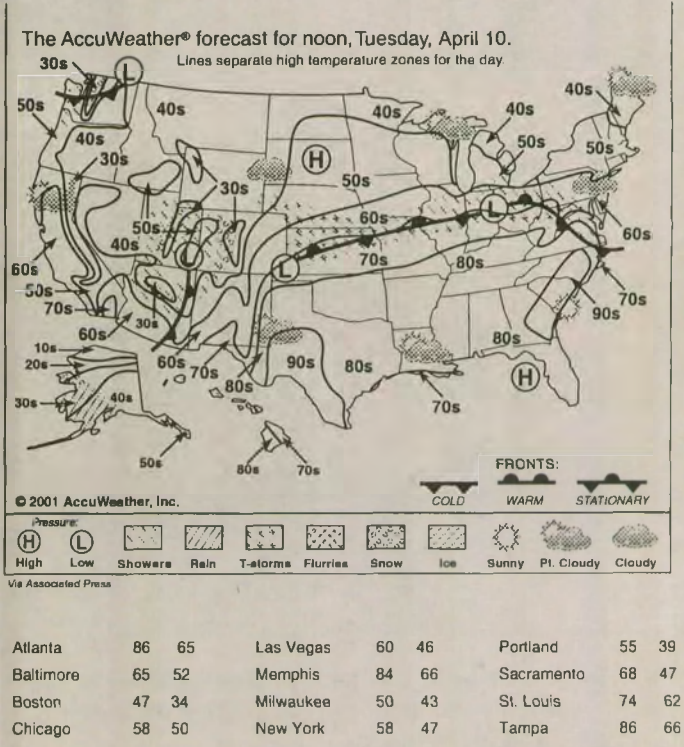 The AccuWeather® forecast for noon, Tuesday, April 10.
Lines separate high temperature zones for the day.
30s
L
50s
40s
40s
40s
40s
40s
50s
50s
30s
H
30s
50s
50s
60s
60s
L
40s
L
70s
80s
60s
L
50s
70s
70s
90s
30s
60s
60s
80s
10s
70s
90s
80s
20s
80s
H
30s
40s
70s
50s
80s
70s
FRONTS:
© 2001 AccuWeather, Inc.
COLD WARM STATIONARY
Pressure:
H L
High Low Showers Rain T-storms Flurries Snow Ice Sunny Pt. Cloudy Cloudy
Via Associated Press
Atlanta 86 65 Las Vegas 60 46 Portland 55 39
Baltimore 65 52 Memphis 84 66 Sacramento 68 47
Boston 47 34 Milwaukee 50 43 St. Louis 74 62
Chicago 58 50 New York 58 47 Tampa 86 66